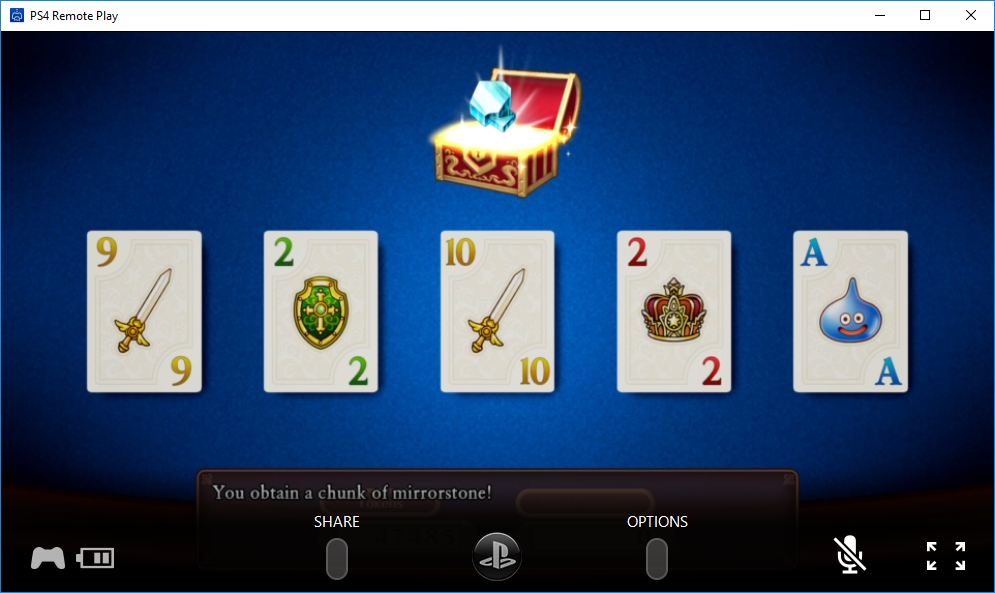 PS4 Remote Play
9 2 10 2 A
9 2 10 2 A
You obtain a chunk of mirrorstone!
SHARE OPTIONS